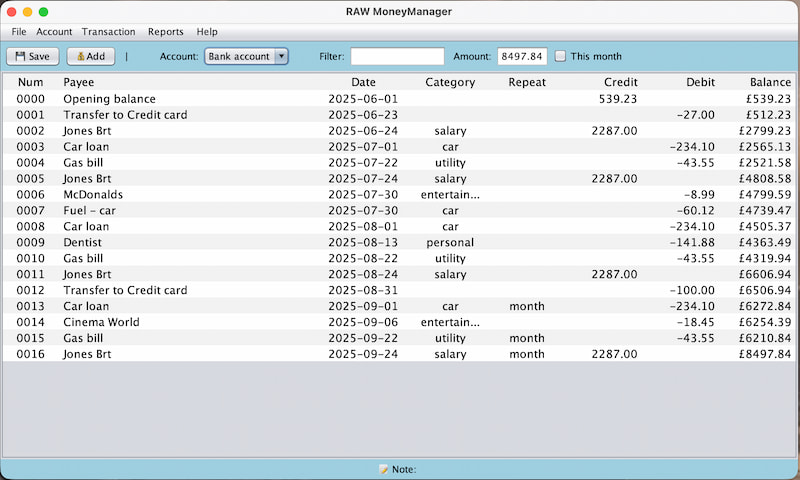 RAW MoneyManager
File Account Transaction Reports Help
Save Add | Account: Bank account Filter: Amount: 8497.84 This month
Num Payee Date Category Repeat Credit Debit Balance
0000 Opening balance 2025-06-01 539.23 £539.23
0001 Transfer to Credit card 2025-06-23 -27.00 £512.23
0002 Jones Brt 2025-06-24 salary 2287.00 £2799.23
0003 Car loan 2025-07-01 car -234.10 £2565.13
0004 Gas bill 2025-07-22 utility -43.55 £2521.58
0005 Jones Brt 2025-07-24 salary 2287.00 £4808.58
0006 McDonalds 2025-07-30 entertain... -8.99 £4799.59
0007 Fuel - car 2025-07-30 car -60.12 £4739.47
0008 Car loan 2025-08-01 car -234.10 £4505.37
0009 Dentist 2025-08-13 personal -141.88 £4363.49
0010 Gas bill 2025-08-22 utility -43.55 £4319.94
0011 Jones Brt 2025-08-24 salary 2287.00 £6606.94
0012 Transfer to Credit card 2025-08-31 -100.00 £6506.94
0013 Car loan 2025-09-01 car month -234.10 £6272.84
0014 Cinema World 2025-09-06 entertain... -18.45 £6254.39
0015 Gas bill 2025-09-22 utility month -43.55 £6210.84
0016 Jones Brt 2025-09-24 salary month 2287.00 £8497.84
Note: